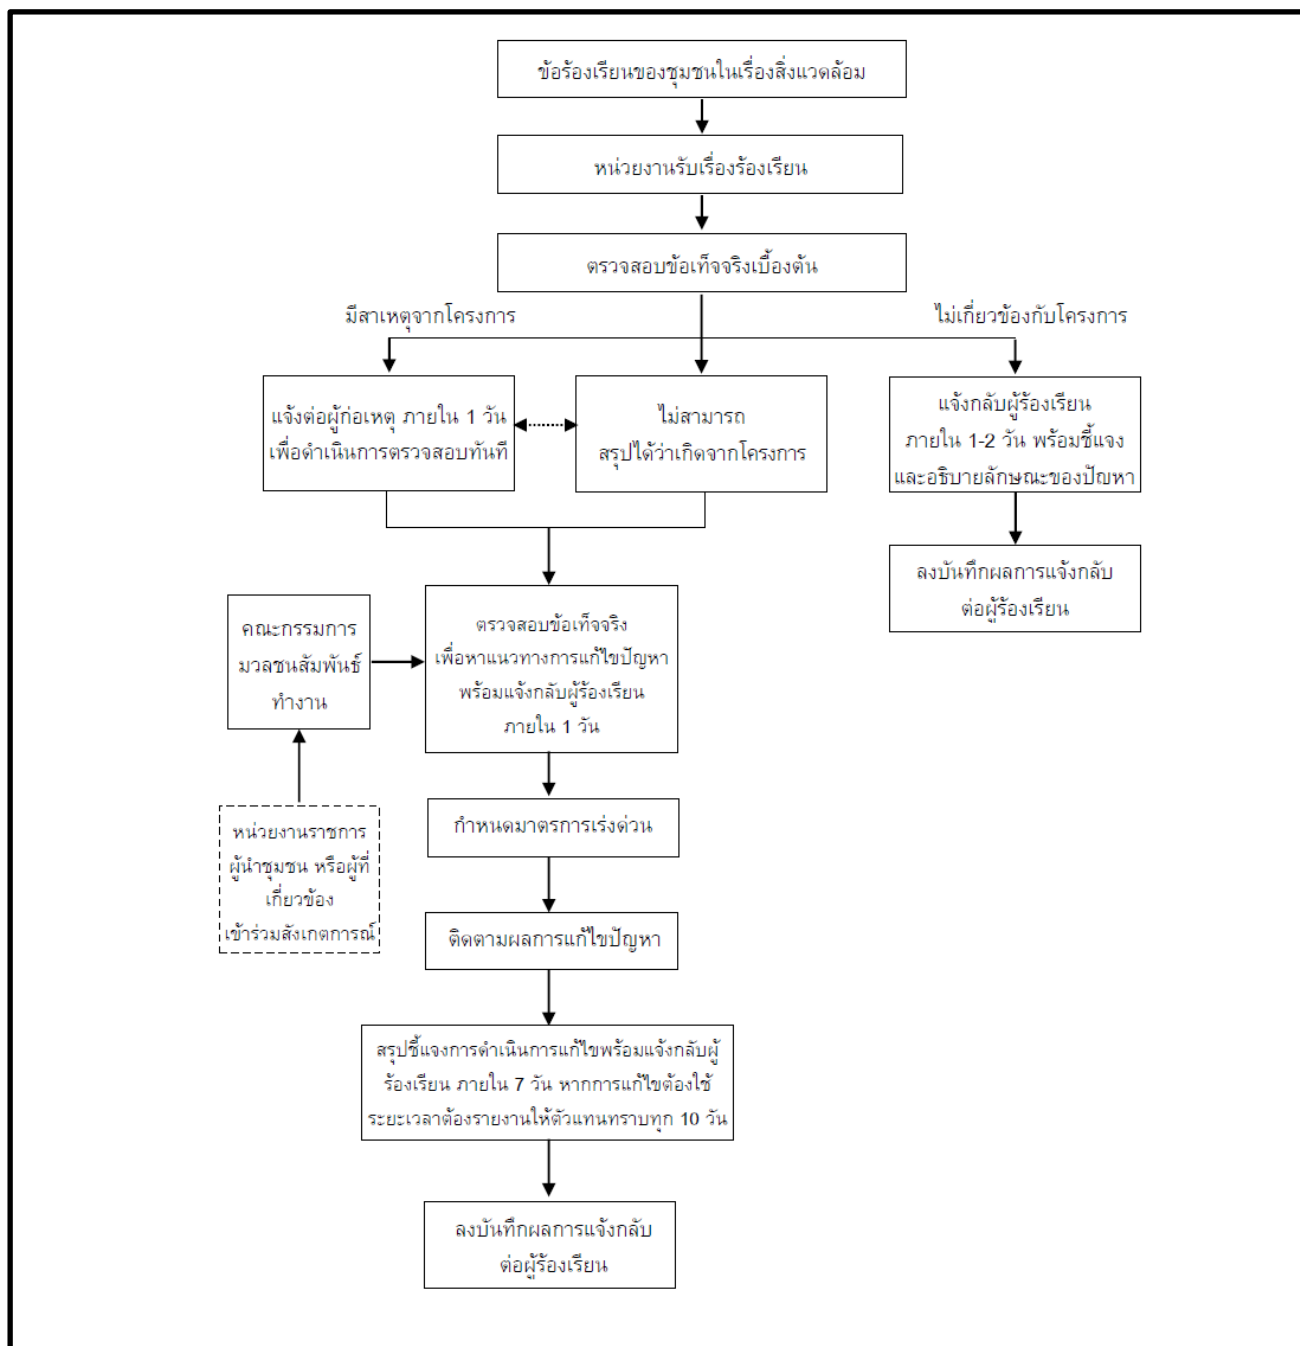 ข้อร้องเรียนของชุมชนในเรื่องสิ่งแวดล้อม
หน่วยงานรับเรื่องร้องเรียน
ตรวจสอบข้อเท็จจริงเบื้องต้น
มีสาเหตุจากโครงการ
ไม่เกี่ยวข้องกับโครงการ
แจ้งต่อผู้ก่อเหตุ ภายใน 1 วัน
เพื่อดำเนินการตรวจสอบทันที
ไม่สามารถ
สรุปได้ว่าเกิดจากโครงการ
แจ้งกลับผู้ร้องเรียน
ภายใน 1-2 วัน พร้อมชี้แจง
และอธิบายลักษณะของปัญหา
ลงบันทึกผลการแจ้งกลับ
ต่อผู้ร้องเรียน
คณะกรรมการ
มวลชนสัมพันธ์
ทำงาน
ตรวจสอบข้อเท็จจริง
เพื่อหาแนวทางการแก้ไขปัญหา
พร้อมแจ้งกลับผู้ร้องเรียน
ภายใน 1 วัน
หน่วยงานราชการ
ผู้นำชุมชน หรือผู้ที่
เกี่ยวข้อง
เข้าร่วมสังเกตการณ์
กำหนดมาตรการเร่งด่วน
ติดตามผลการแก้ไขปัญหา
สรุปชี้แจงการดำเนินการแก้ไขพร้อมแจ้งกลับผู้
ร้องเรียน ภายใน 7 วัน หากการแก้ไขต้องใช้
ระยะเวลาต้องรายงานให้ตัวแทนทราบทุก 10 วัน
ลงบันทึกผลการแจ้งกลับ
ต่อผู้ร้องเรียน